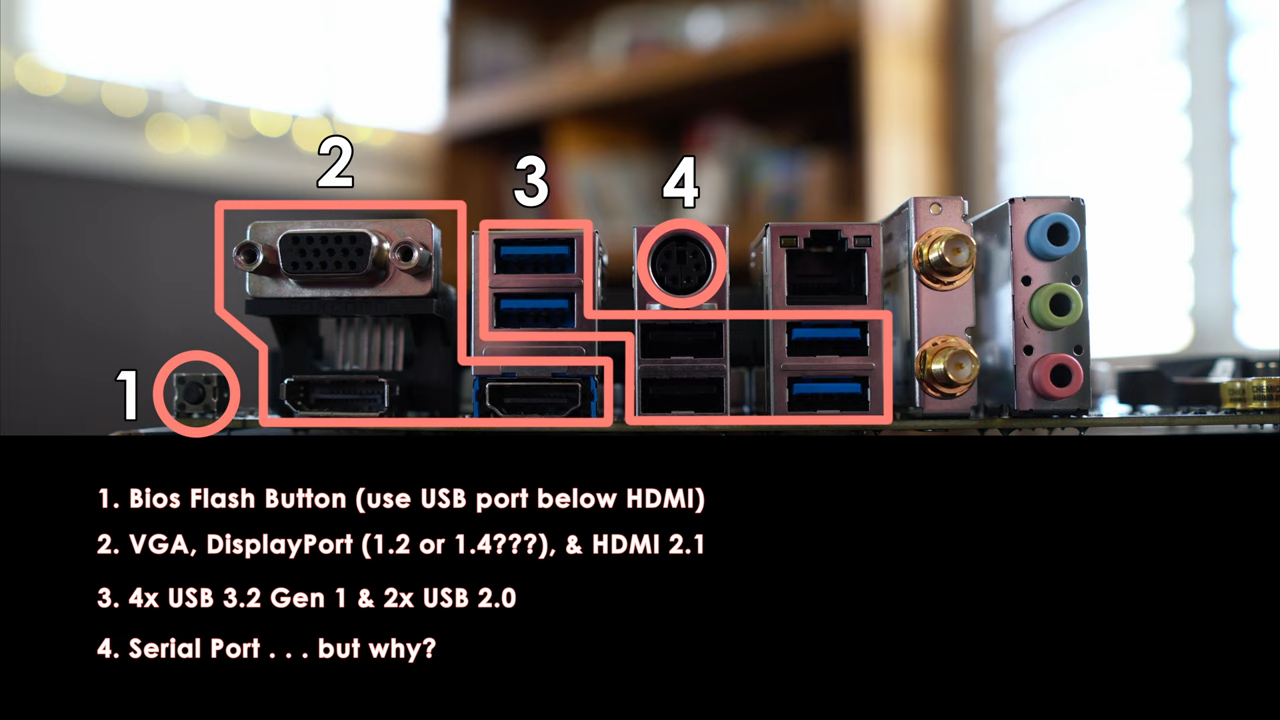 2
3
4
1
1. Bios Flash Button (use USB port below HDMI)
2. VGA, DisplayPort (1.2 or 1.4???), & HDMI 2.1
3. 4x USB 3.2 Gen 1 & 2x USB 2.0
4. Serial Port . . . but why?